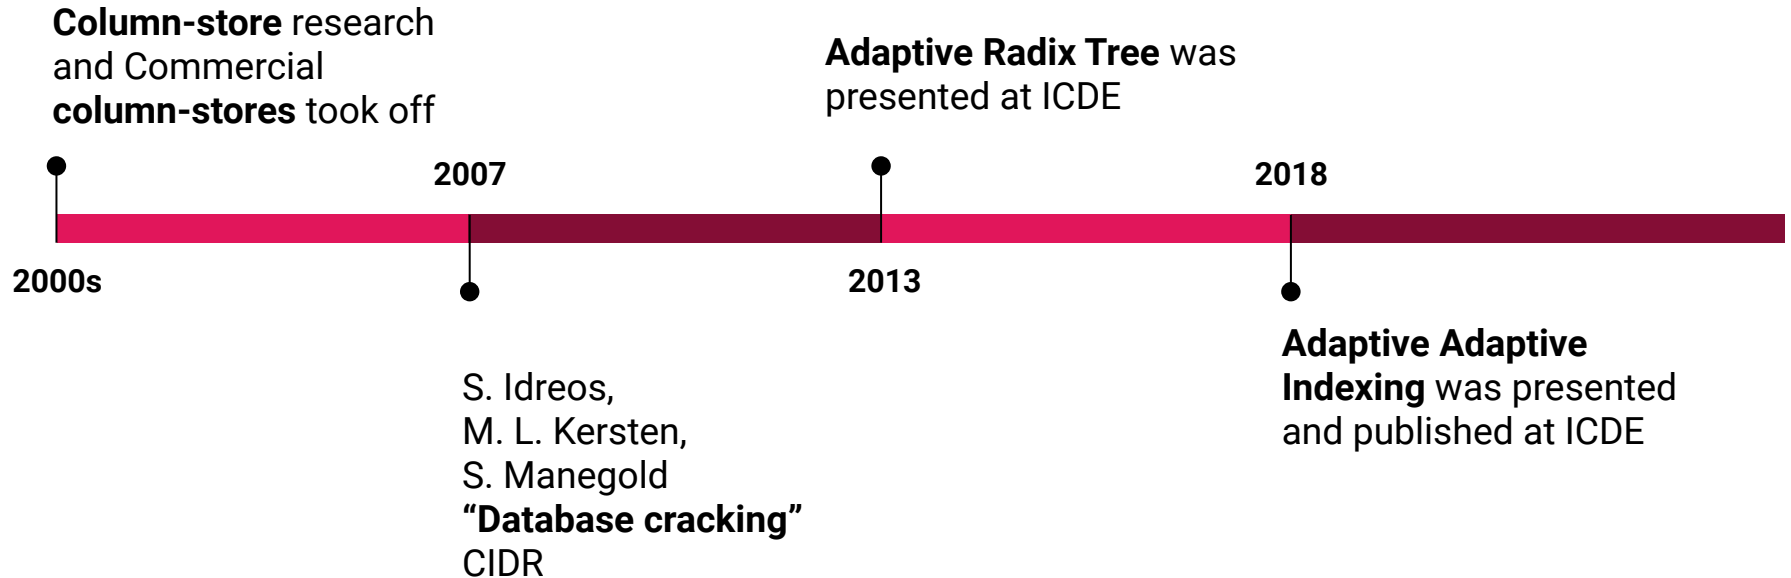 Column-store research
and Commercial
column-stores took off
2000s
2007
S. Idreos,
M. L. Kersten,
S. Manegold
“Database cracking”
CIDR
Adaptive Radix Tree was
presented at ICDE
2013
2018
Adaptive Adaptive
Indexing was presented
and published at ICDE